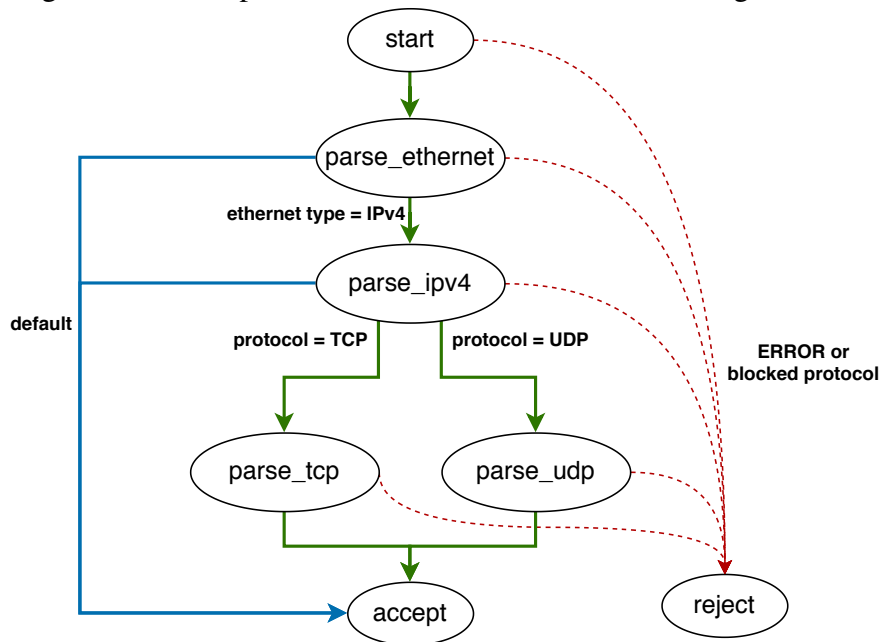 start
parse_ethernet
ethernet type = IPv4
parse_ipv4
default
protocol = TCP
protocol = UDP
ERROR or
blocked protocol
parse_tcp
parse_udp
accept
reject